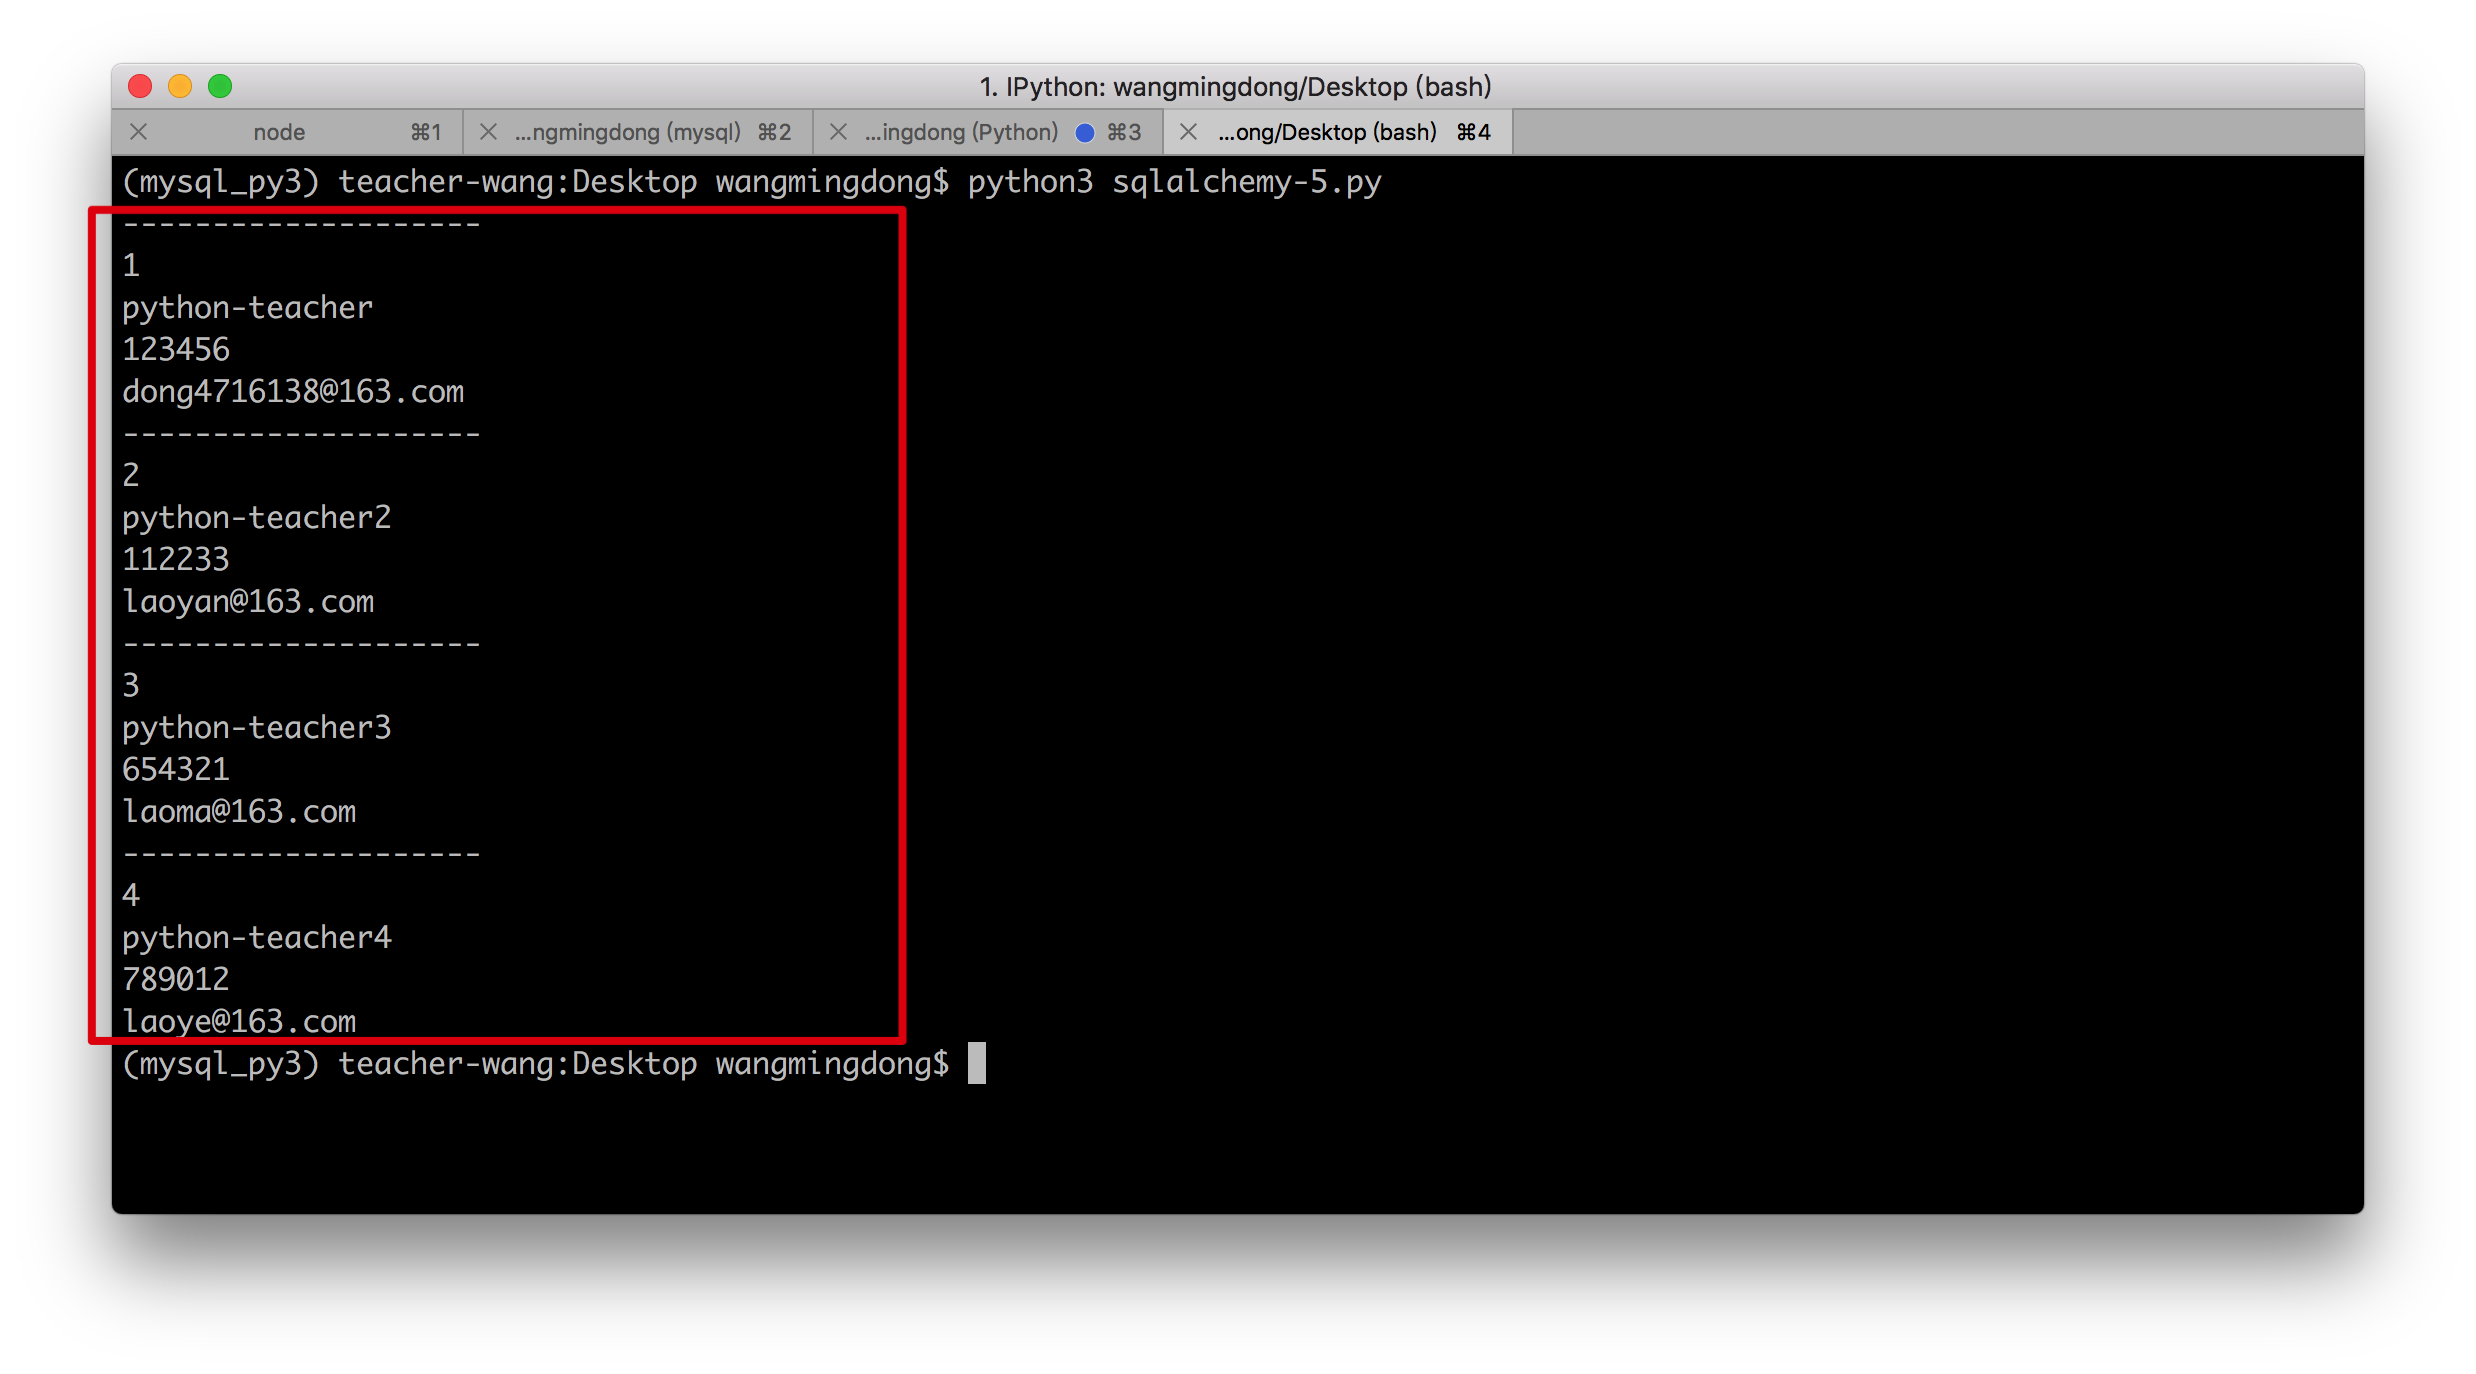 1. IPython: wangmingdong/Desktop (bash)
node ⌘1 ...ngmingdong (mysql) ⌘2 ...ingdong (Python) ⌘3 ...ong/Desktop (bash) ⌘4
(mysql_py3) teacher-wang:Desktop wangmingdong$ python3 sqlalchemy-5.py
--------------------
1
python-teacher
123456
dong4716138@163.com
--------------------
2
python-teacher2
112233
laoyan@163.com
--------------------
3
python-teacher3
654321
laoma@163.com
--------------------
4
python-teacher4
789012
laoye@163.com
(mysql_py3) teacher-wang:Desktop wangmingdong$